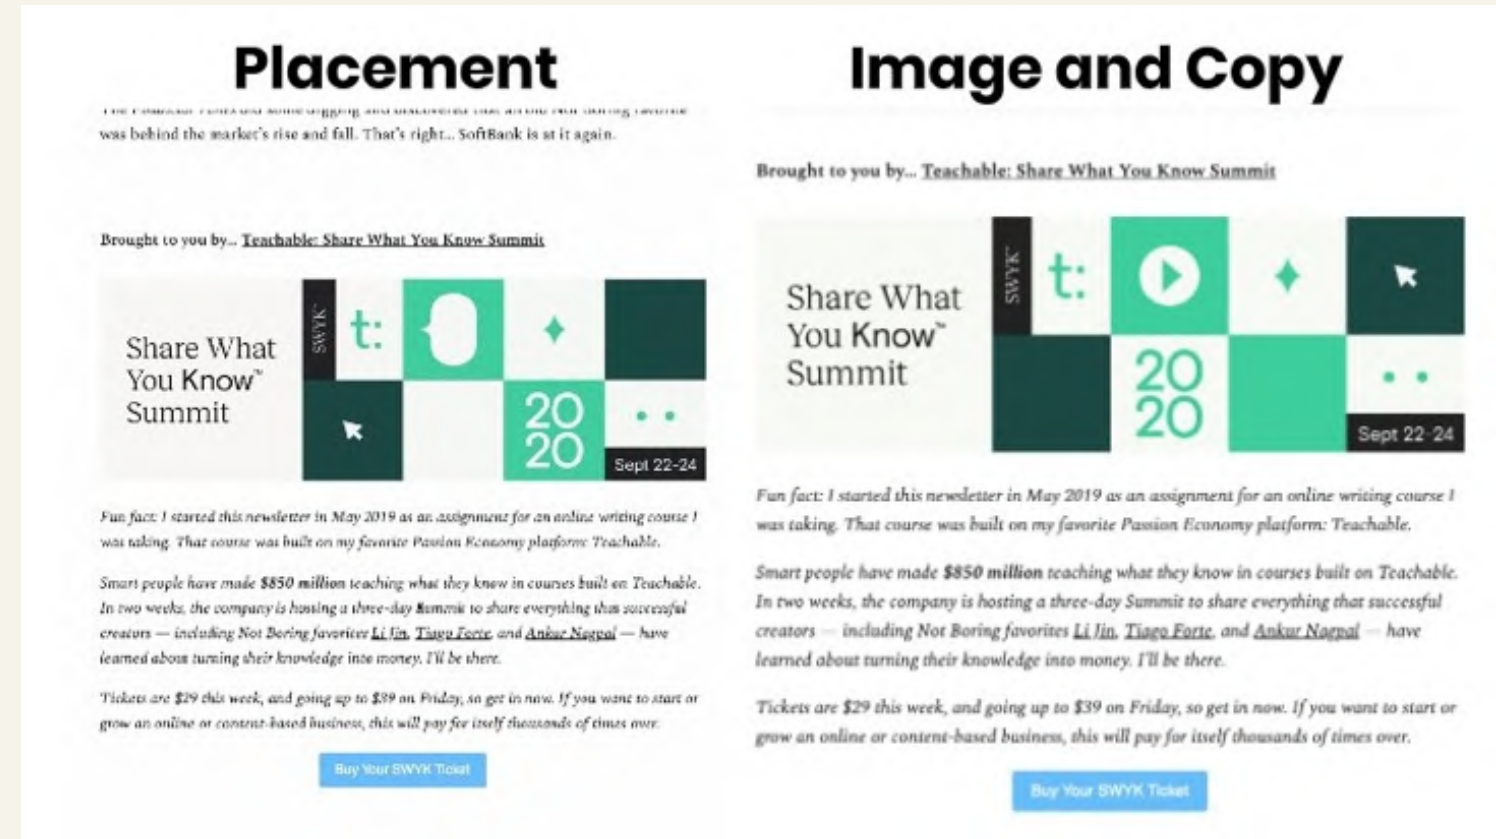 Placement
was behind the market's rise and fall. That's right... SoftBank is at it again.
Brought to you by... Teachable: Share What You Know Summit
Share What
You Know™
Summit
SWYK™
t:
20
20
Sept 22-24
Fun fact: I started this newsletter in May 2019 as an assignment for an online writing course I
was taking. That course was built on my favorite Passion Economy platform: Teachable.
Smart people have made $850 million teaching what they know in courses built on Teachable.
In two weeks, the company is hosting a three-day Summit to share everything that successful
creators — including Not Boring favorites Li Jin, Tiago Forte, and Ankur Nagpal — have
learned about turning their knowledge into money. I'll be there.
Tickets are $29 this week, and going up to $39 on Friday, so get in now. If you want to start or
grow an online or content-based business, this will pay for itself thousands of times over.
Buy Your SWYK Ticket
Image and Copy
Brought to you by... Teachable: Share What You Know Summit
Share What
You Know™
Summit
SWYK™
t:
20
20
Sept 22-24
Fun fact: I started this newsletter in May 2019 as an assignment for an online writing course I
was taking. That course was built on my favorite Passion Economy platform: Teachable.
Smart people have made $850 million teaching what they know in courses built on Teachable.
In two weeks, the company is hosting a three-day Summit to share everything that successful
creators — including Not Boring favorites Li Jin, Tiago Forte, and Ankur Nagpal — have
learned about turning their knowledge into money. I'll be there.
Tickets are $29 this week, and going up to $39 on Friday, so get in now. If you want to start or
grow an online or content-based business, this will pay for itself thousands of times over.
Buy Your SWYK Ticket